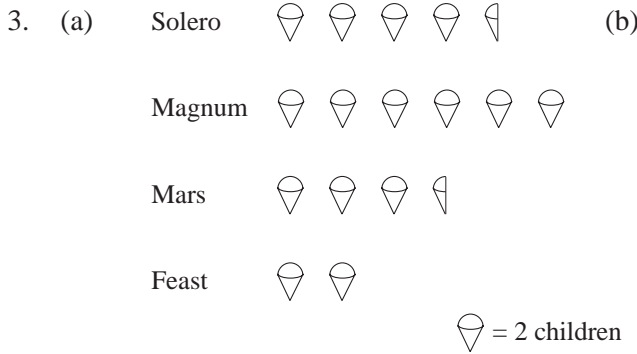 3. (a) Solero (b)
Magnum
Mars
Feast
= 2 children